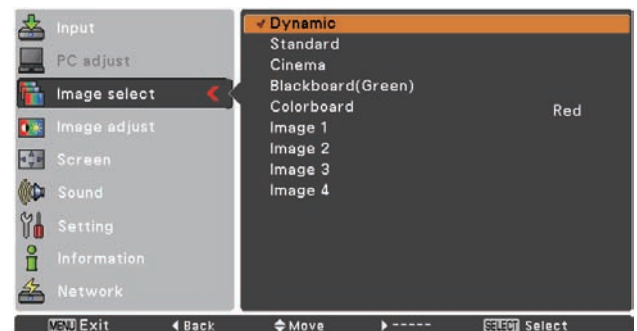 Input
PC adjust
Image select
Image adjust
Screen
Sound
Setting
Information
Network
Dynamic
Standard
Cinema
Blackboard(Green)
Colorboard Red
Image 1
Image 2
Image 3
Image 4
MENU Exit Back Move ----- SELECT Select